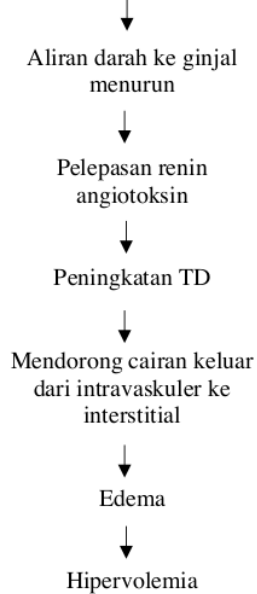 Aliran darah ke ginjal
menurun
Pelepasan renin
angiotoksin
Peningkatan TD
Mendorong cairan keluar
dari intravaskuler ke
interstitial
Edema
Hipervolemia